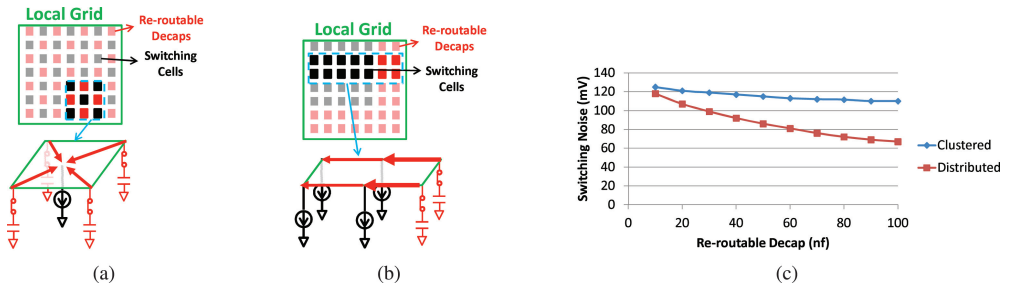 Local Grid
Re-routable
Decaps
Switching
Cells
(a)
Local Grid
Re-routable
Decaps
Switching
Cells
(b)
Switching Noise (mV)
140
120
100
80
60
40
20
0
0 20 40 60 80 100
Re-routable Decap (nf)
Clustered
Distributed
(c)